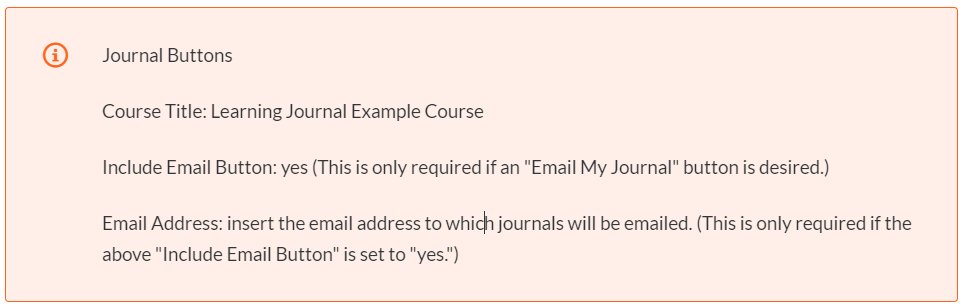 Journal Buttons
Course Title: Learning Journal Example Course
Include Email Button: yes (This is only required if an "Email My Journal" button is desired.)
Email Address: insert the email address to which journals will be emailed. (This is only required if the
above "Include Email Button" is set to "yes.")